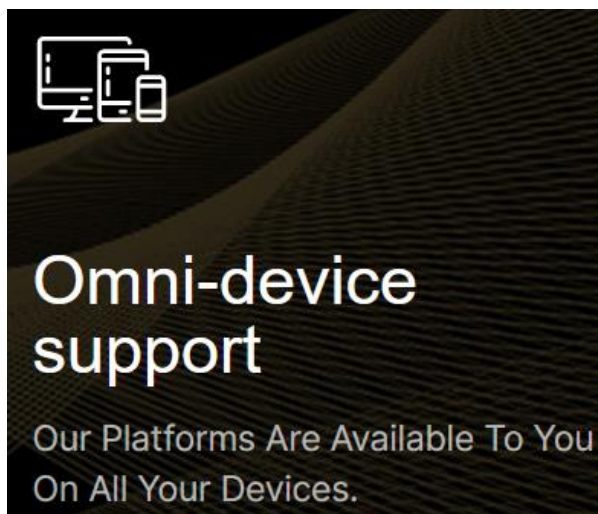 Omni-device
support
Our Platforms Are Available To You
On All Your Devices.